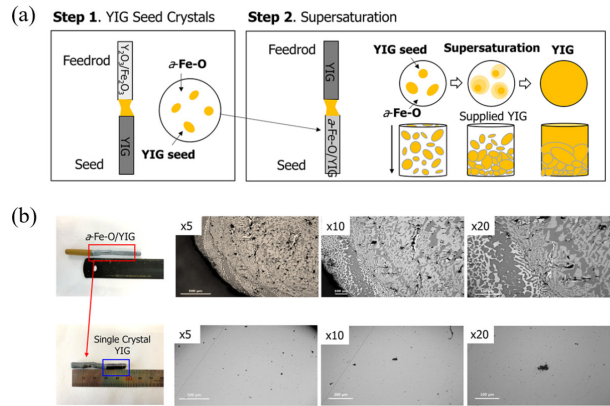 (a)
Step 1. YIG Seed Crystals
Feedrod
Y₂O₃/Fe₂O₃
YIG
Seed
a-Fe-O
YIG seed
Step 2. Supersaturation
Feedrod
YIG
a-Fe-O/YIG
Seed
YIG seed
Supersaturation
YIG
a-Fe-O
Supplied YIG
(b)
a-Fe-O/YIG
x5
x10
x20
Single Crystal
YIG
x5
x10
x20